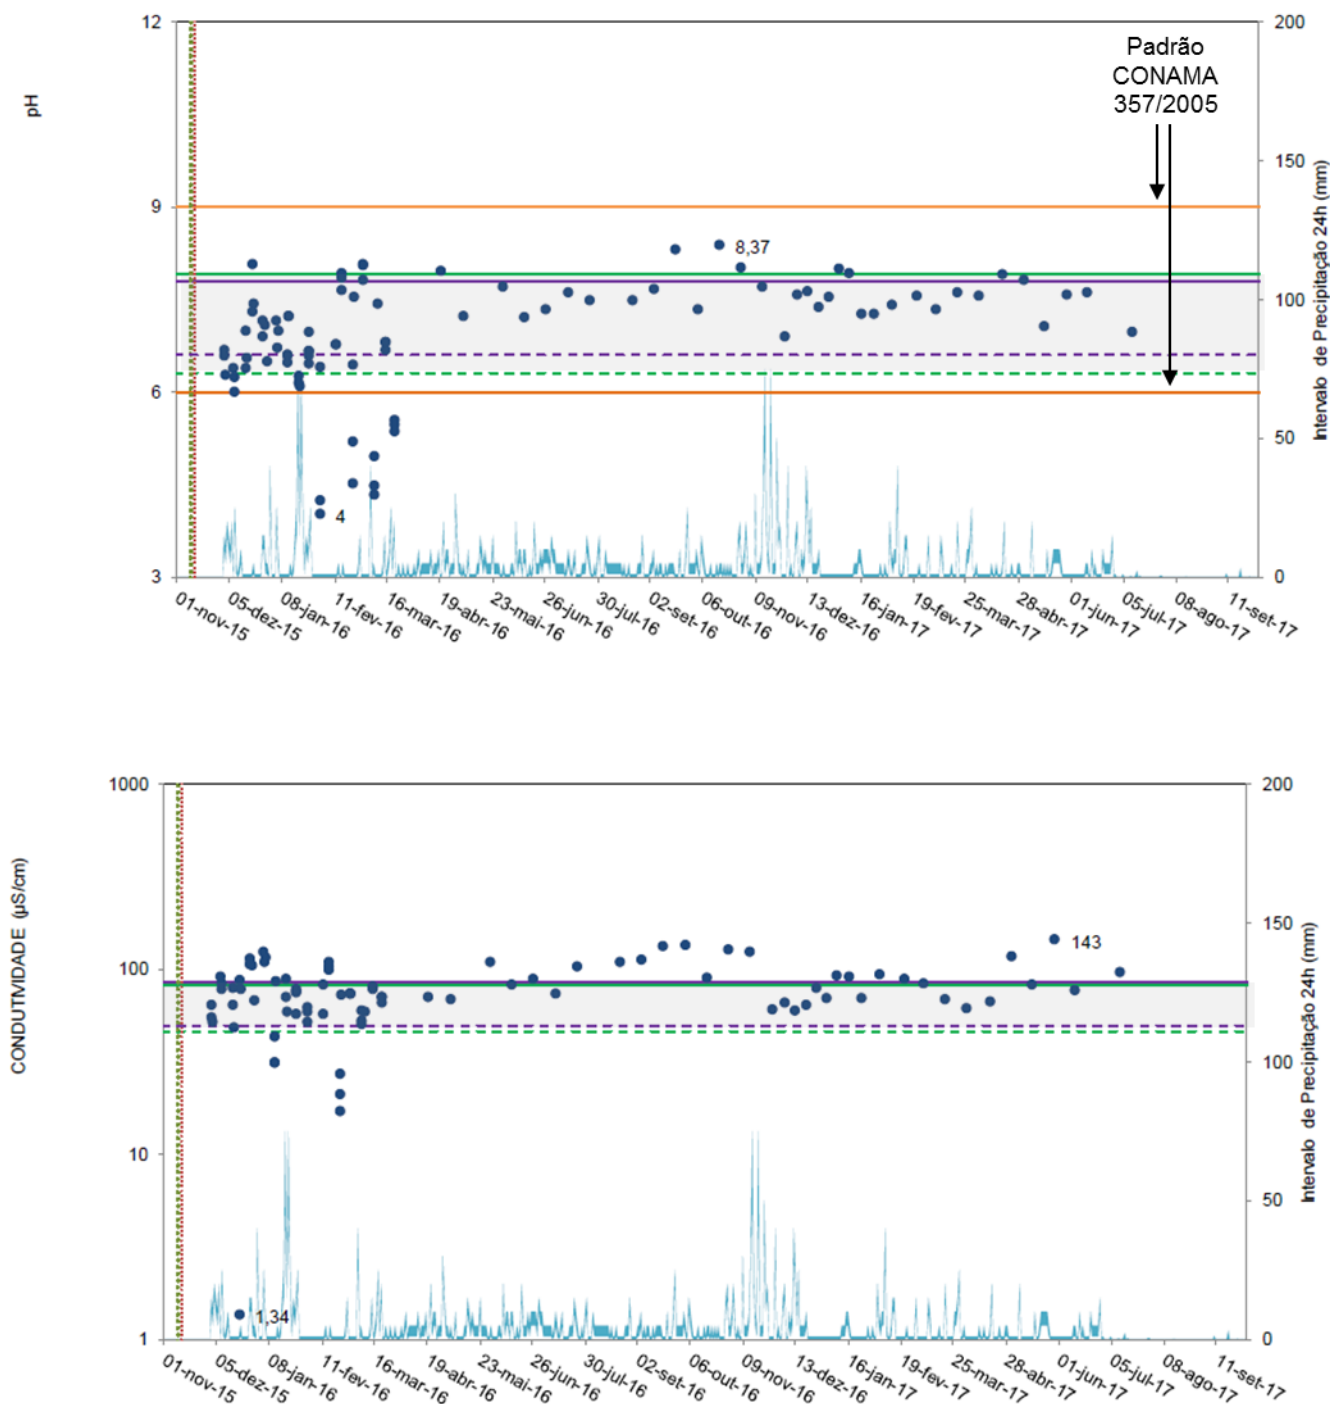 12
9
6
3
pH
Padrão
CONAMA
357/2005
8,37
4
200
150
100
50
0
Intervalo de Precipitação 24h (mm)
01-nov-15
05-dez-15
08-jan-16
11-fev-16
16-mar-16
19-abr-16
23-mai-16
26-jun-16
30-jul-16
02-set-16
06-out-16
09-nov-16
13-dez-16
16-jan-17
19-fev-17
25-mar-17
28-abr-17
01-jun-17
05-jul-17
08-ago-17
11-set-17
1000
100
10
1
CONDUTIVIDADE (µS/cm)
143
1,34
200
150
100
50
0
Intervalo de Precipitação 24h (mm)
01-nov-15
05-dez-15
08-jan-16
11-fev-16
16-mar-16
19-abr-16
23-mai-16
26-jun-16
30-jul-16
02-set-16
06-out-16
09-nov-16
13-dez-16
16-jan-17
19-fev-17
25-mar-17
28-abr-17
01-jun-17
05-jul-17
08-ago-17
11-set-17